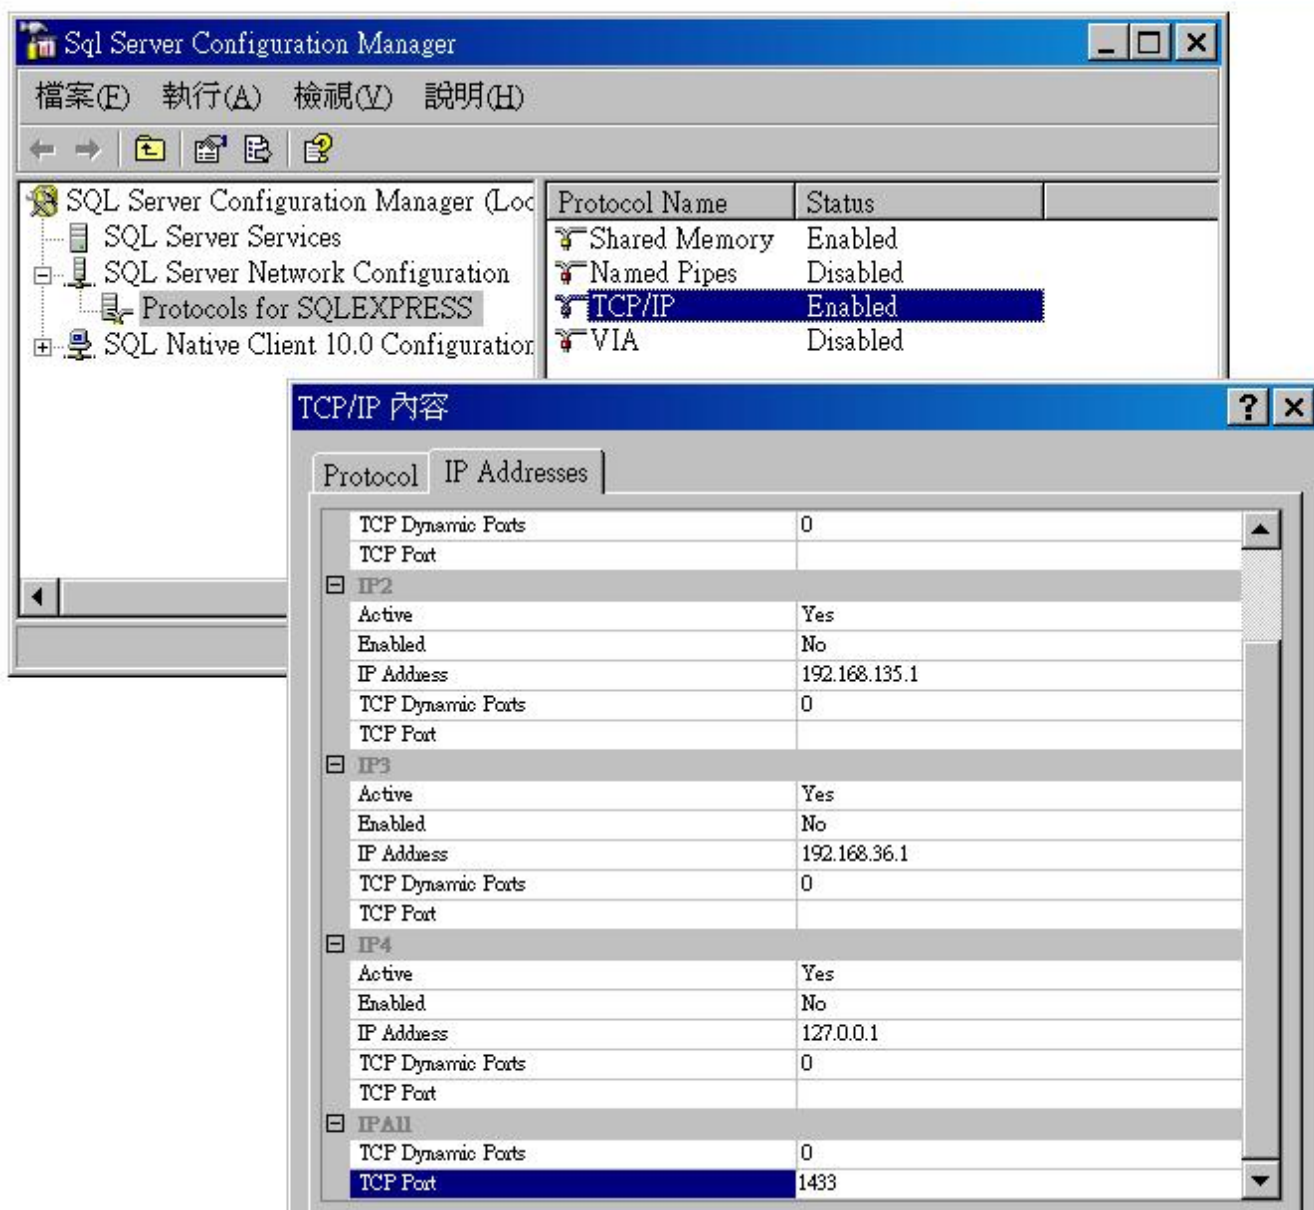 Sql Server Configuration Manager
檔案(F) 執行(A) 檢視(V) 說明(H)
SQL Server Configuration Manager (Loc
SQL Server Services
SQL Server Network Configuration
Protocols for SQLEXPRESS
SQL Native Client 10.0 Configuration
Protocol Name Status
Shared Memory Enabled
Named Pipes Disabled
TCP/IP Enabled
VIA Disabled
TCP/IP 內容
Protocol IP Addresses
TCP Dynamic Ports 0
TCP Port
IP2
Active Yes
Enabled No
IP Address 192.168.135.1
TCP Dynamic Ports 0
TCP Port
IP3
Active Yes
Enabled No
IP Address 192.168.36.1
TCP Dynamic Ports 0
TCP Port
IP4
Active Yes
Enabled No
IP Address 127.0.0.1
TCP Dynamic Ports 0
TCP Port
IPAll
TCP Dynamic Ports 0
TCP Port 1433